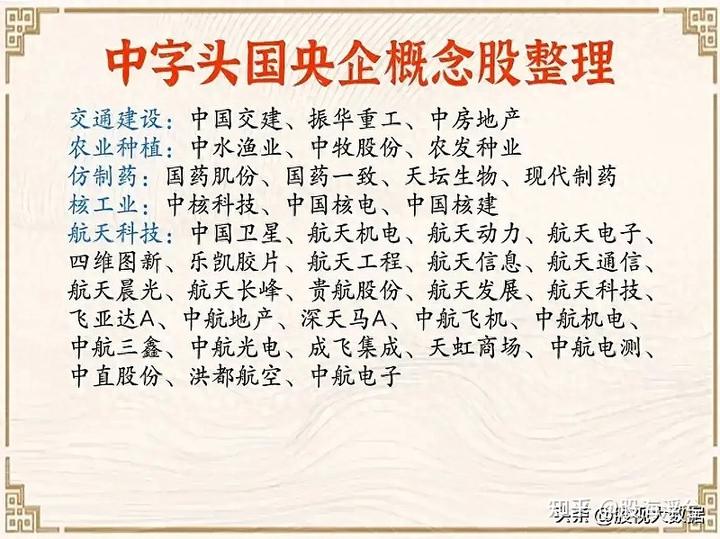 中字头国央企概念股整理
交通建设：中国交建、振华重工、中房地产
农业种植：中水渔业、中牧股份、农发种业
仿制药：国药肌份、国药一致、天坛生物、现代制药
核工业：中核科技、中国核电、中国核建
航天科技：中国卫星、航天机电、航天动力、航天电子、
四维图新、乐凯胶片、航天工程、航天信息、航天通信、
航天晨光、航天长峰、贵航股份、航天发展、航天科技、
飞亚达A、中航地产、深天马A、中航飞机、中航机电、
中航三鑫、中航光电、成飞集成、天虹商场、中航电测、
中直股份、洪都航空、中航电子
知乎
头条 @股视大数据